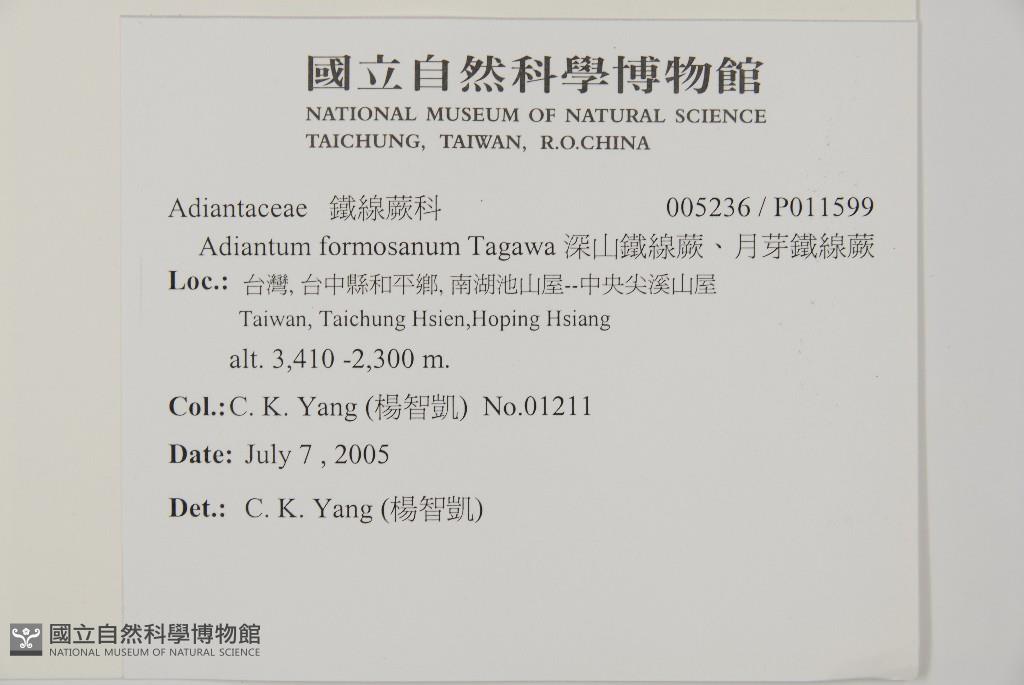 國立自然科學博物館
NATIONAL MUSEUM OF NATURAL SCIENCE
TAICHUNG, TAIWAN, R.O.CHINA
Adiantaceae 鐵線蕨科 005236 / P011599
Adiantum formosanum Tagawa 深山鐵線蕨、月芽鐵線蕨
Loc.: 台灣, 台中縣和平鄉, 南湖池山屋--中央尖溪山屋
Taiwan, Taichung Hsien,Hoping Hsiang
alt. 3,410 -2,300 m.
Col.: C. K. Yang (楊智凱) No.01211
Date: July 7 , 2005
Det.: C. K. Yang (楊智凱)
國立自然科學博物館
NATIONAL MUSEUM OF NATURAL SCIENCE